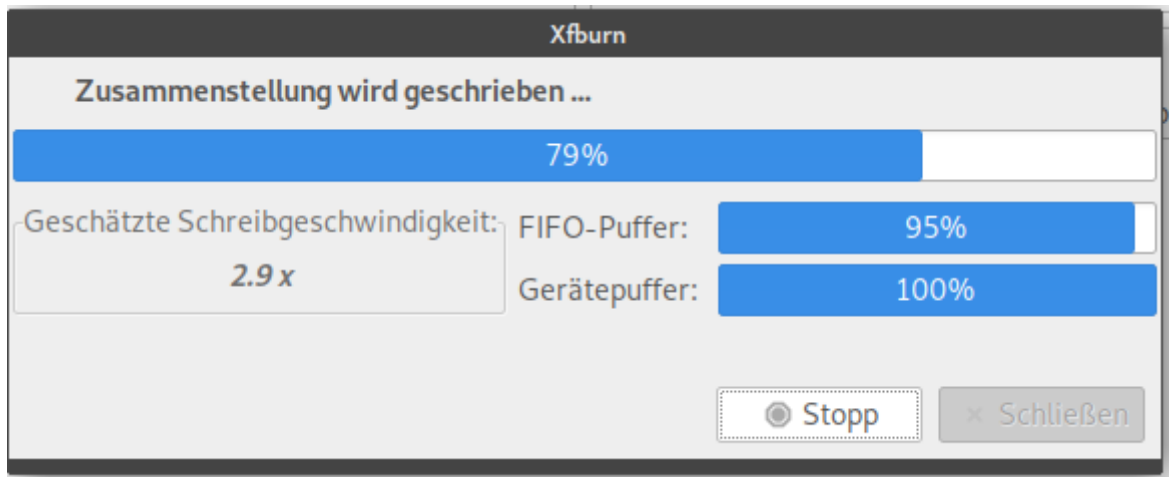 Xfburn
Zusammenstellung wird geschrieben ...
79%
Geschätzte Schreibgeschwindigkeit:
2.9 x
FIFO-Puffer:
95%
Gerätepuffer:
100%
Stopp
Schließen